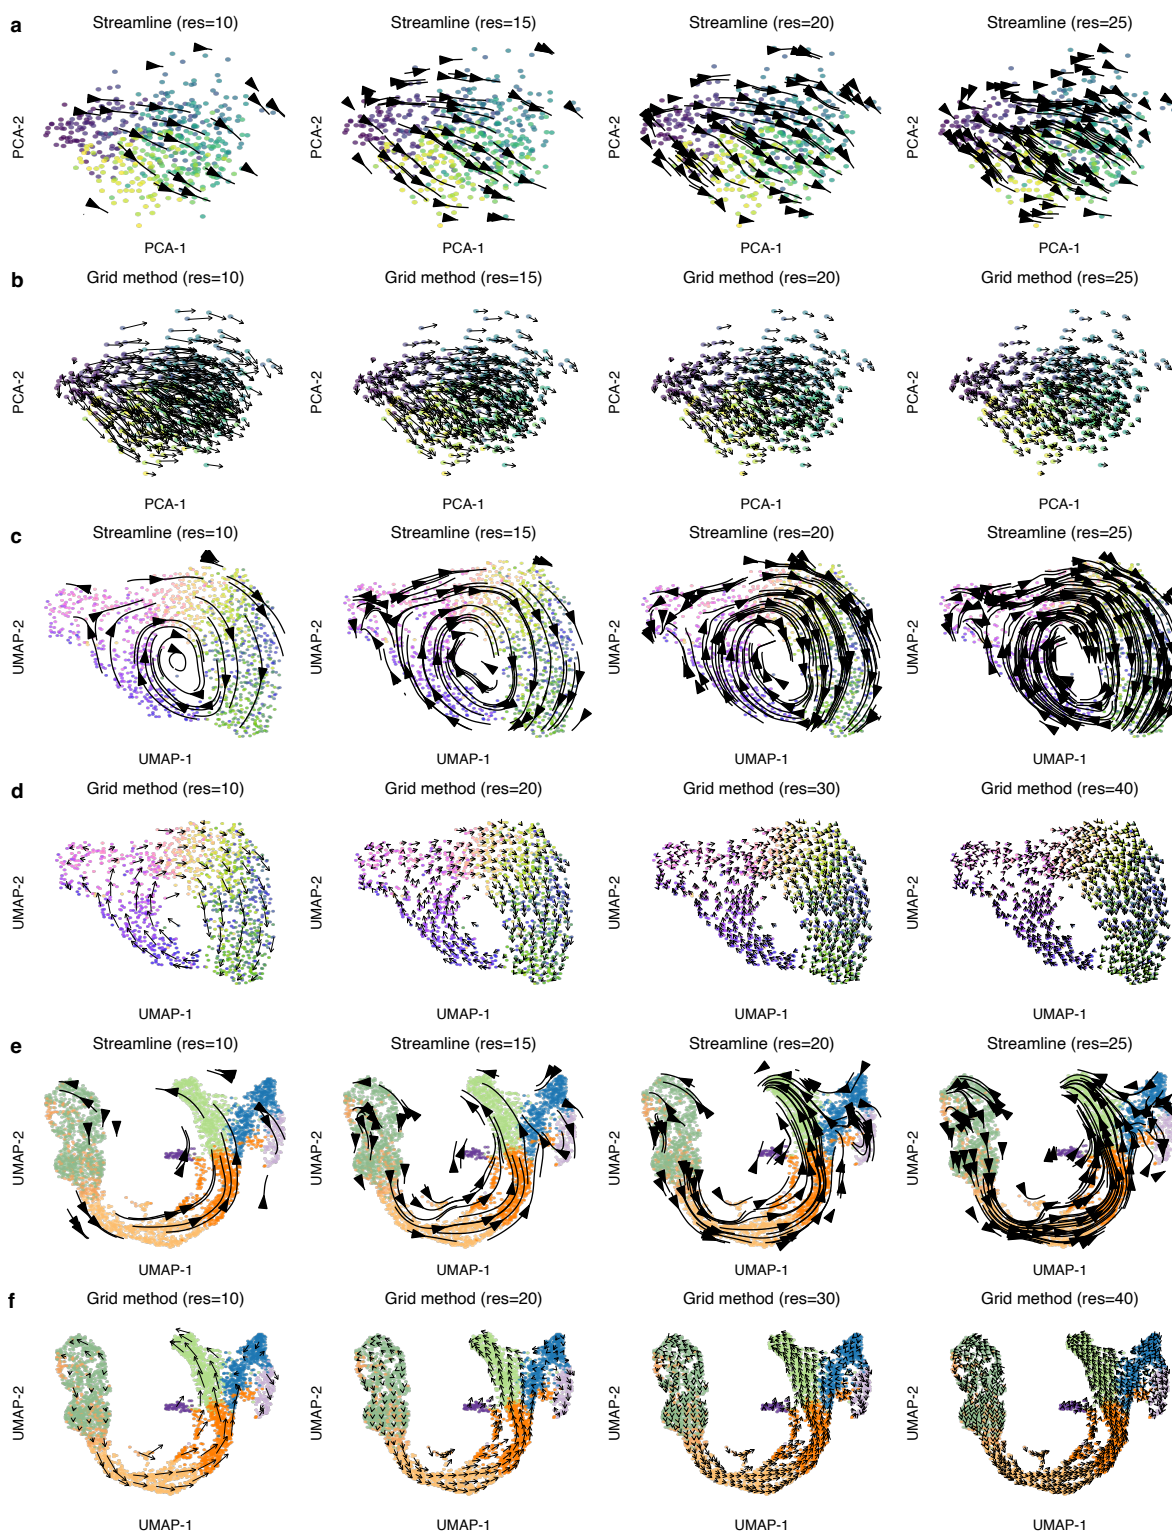 a
Streamline (res=10)
Streamline (res=15)
Streamline (res=20)
Streamline (res=25)
PCA-2
PCA-2
PCA-2
PCA-2
PCA-1
PCA-1
PCA-1
PCA-1
b
Grid method (res=10)
Grid method (res=15)
Grid method (res=20)
Grid method (res=25)
PCA-2
PCA-2
PCA-2
PCA-2
PCA-1
PCA-1
PCA-1
PCA-1
c
Streamline (res=10)
Streamline (res=15)
Streamline (res=20)
Streamline (res=25)
UMAP-2
UMAP-2
UMAP-2
UMAP-2
UMAP-1
UMAP-1
UMAP-1
UMAP-1
d
Grid method (res=10)
Grid method (res=20)
Grid method (res=30)
Grid method (res=40)
UMAP-2
UMAP-2
UMAP-2
UMAP-2
UMAP-1
UMAP-1
UMAP-1
UMAP-1
e
Streamline (res=10)
Streamline (res=15)
Streamline (res=20)
Streamline (res=25)
UMAP-2
UMAP-2
UMAP-2
UMAP-2
UMAP-1
UMAP-1
UMAP-1
UMAP-1
f
Grid method (res=10)
Grid method (res=20)
Grid method (res=30)
Grid method (res=40)
UMAP-2
UMAP-2
UMAP-2
UMAP-2
UMAP-1
UMAP-1
UMAP-1
UMAP-1